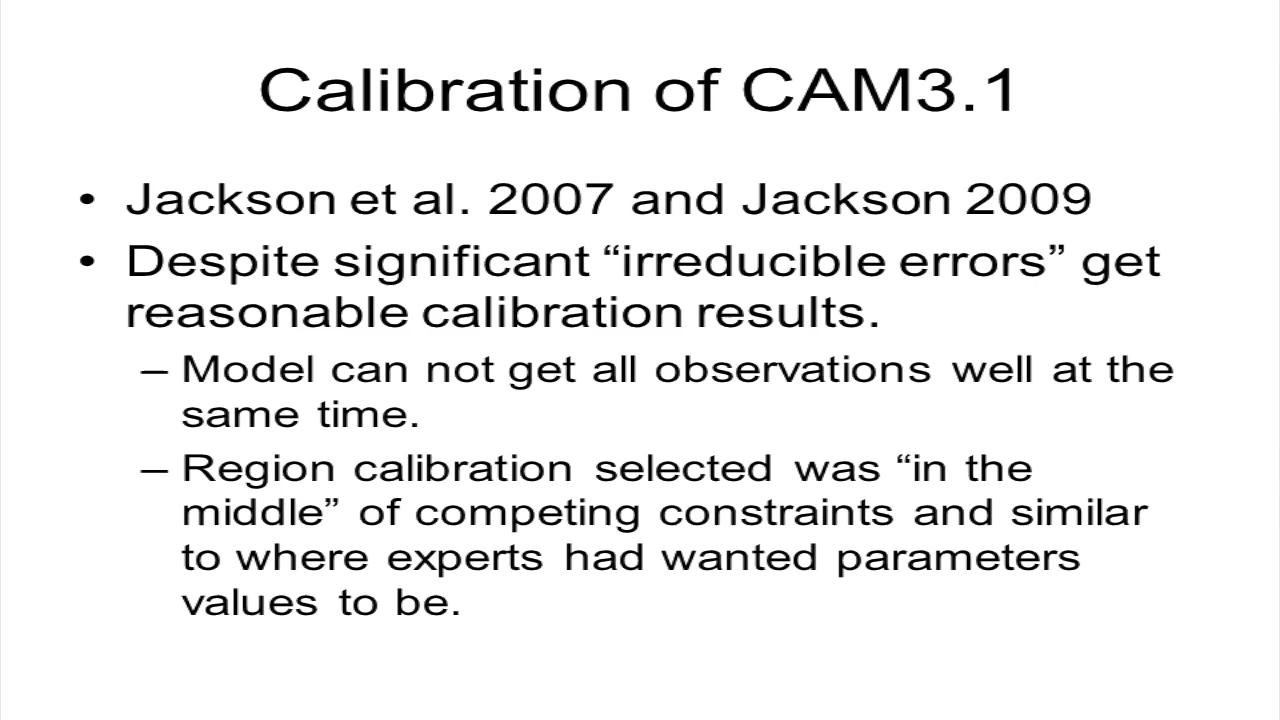 Calibration of CAM3.1
• Jackson et al. 2007 and Jackson 2009
• Despite significant “irreducible errors” get
reasonable calibration results.
– Model can not get all observations well at the
same time.
– Region calibration selected was “in the
middle” of competing constraints and similar
to where experts had wanted parameters
values to be.